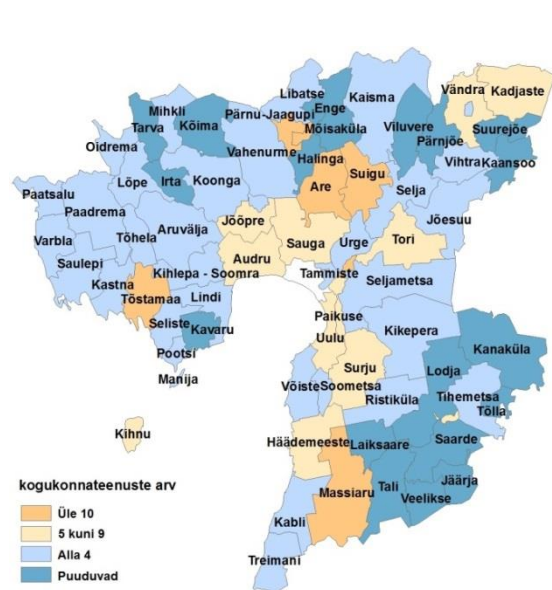 Libatse
Kaisma
Vändra
Kadjaste
Mihkli
Pärnu-Jaagupi
Enge
Tarva
Kõima
Mõisaküla
Viluvere
Suurejõe
Pärnjõe
Oidrema
Vahenurme
Halinga
Vihtra
Kaansoo
Paatsalu
Lõpe
Irta
Koonga
Are
Suigu
Selja
Paadrema
Jõõpre
Jõesuu
Varbla
Tõhela
Aruvälja
Sauga
Urge
Tori
Saulepi
Audru
Kihlepa - Soomra
Tammiste
Seljametsa
Kastna
Tõstamaa
Lindi
Seliste
Kavaru
Paikuse
Kikepera
Uulu
Kanaküla
Pootsi
Surju
Lodja
Manija
Võiste
Soometsa
Tihemetsa
Ristiküla
Tõlla
Kihnu
Häädemeeste
Laiksaare
Saarde
Massiaru
Tali
Jäärja
Veelikse
Kabli
Treimani
kogukonnateenuste arv
Üle 10
5 kuni 9
Alla 4
Puuduvad